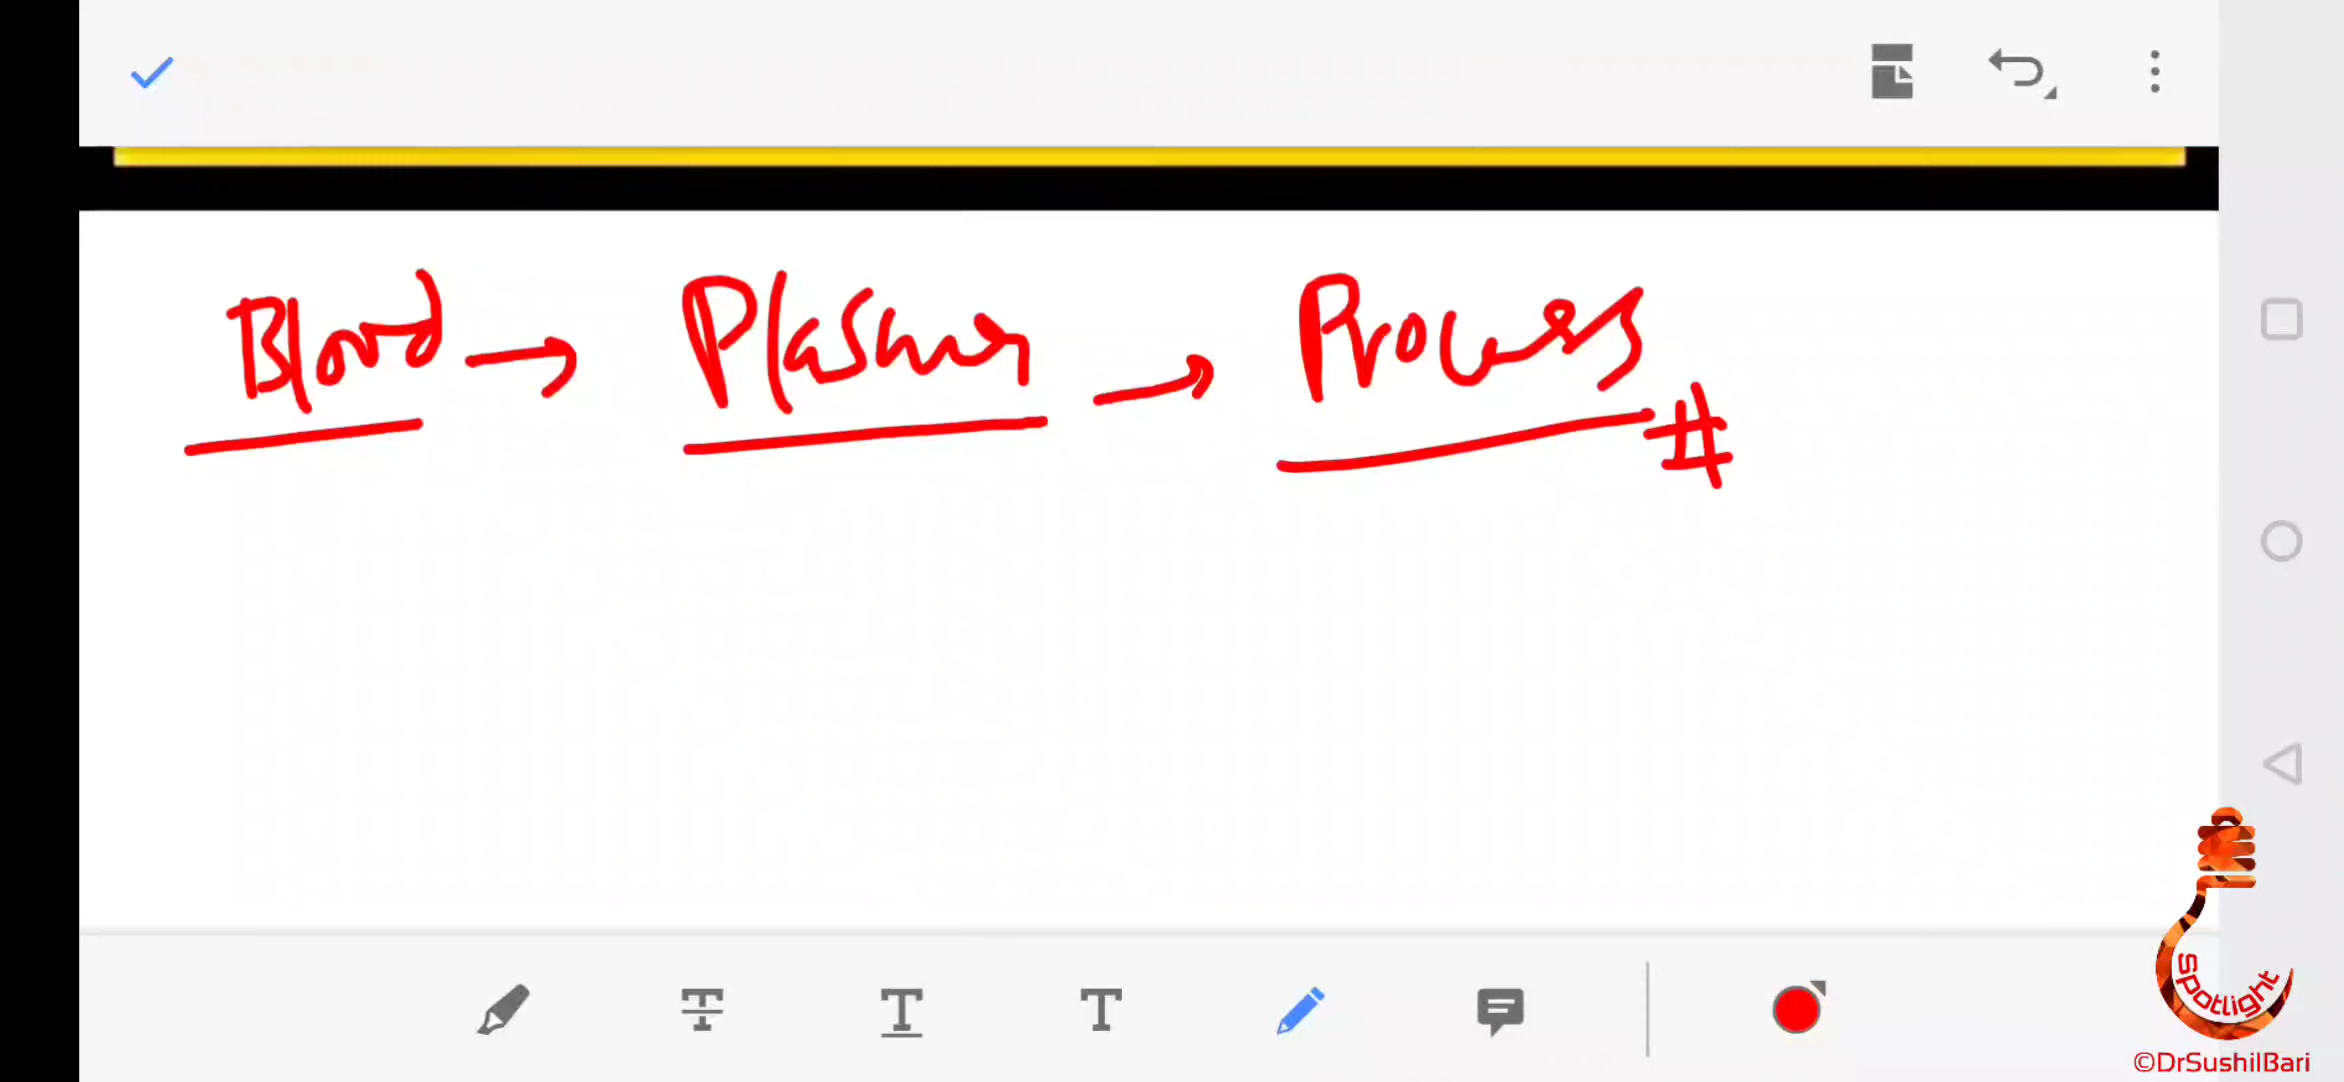 Blood → Plasma → Process #
Spotlight
©DrSushilBari